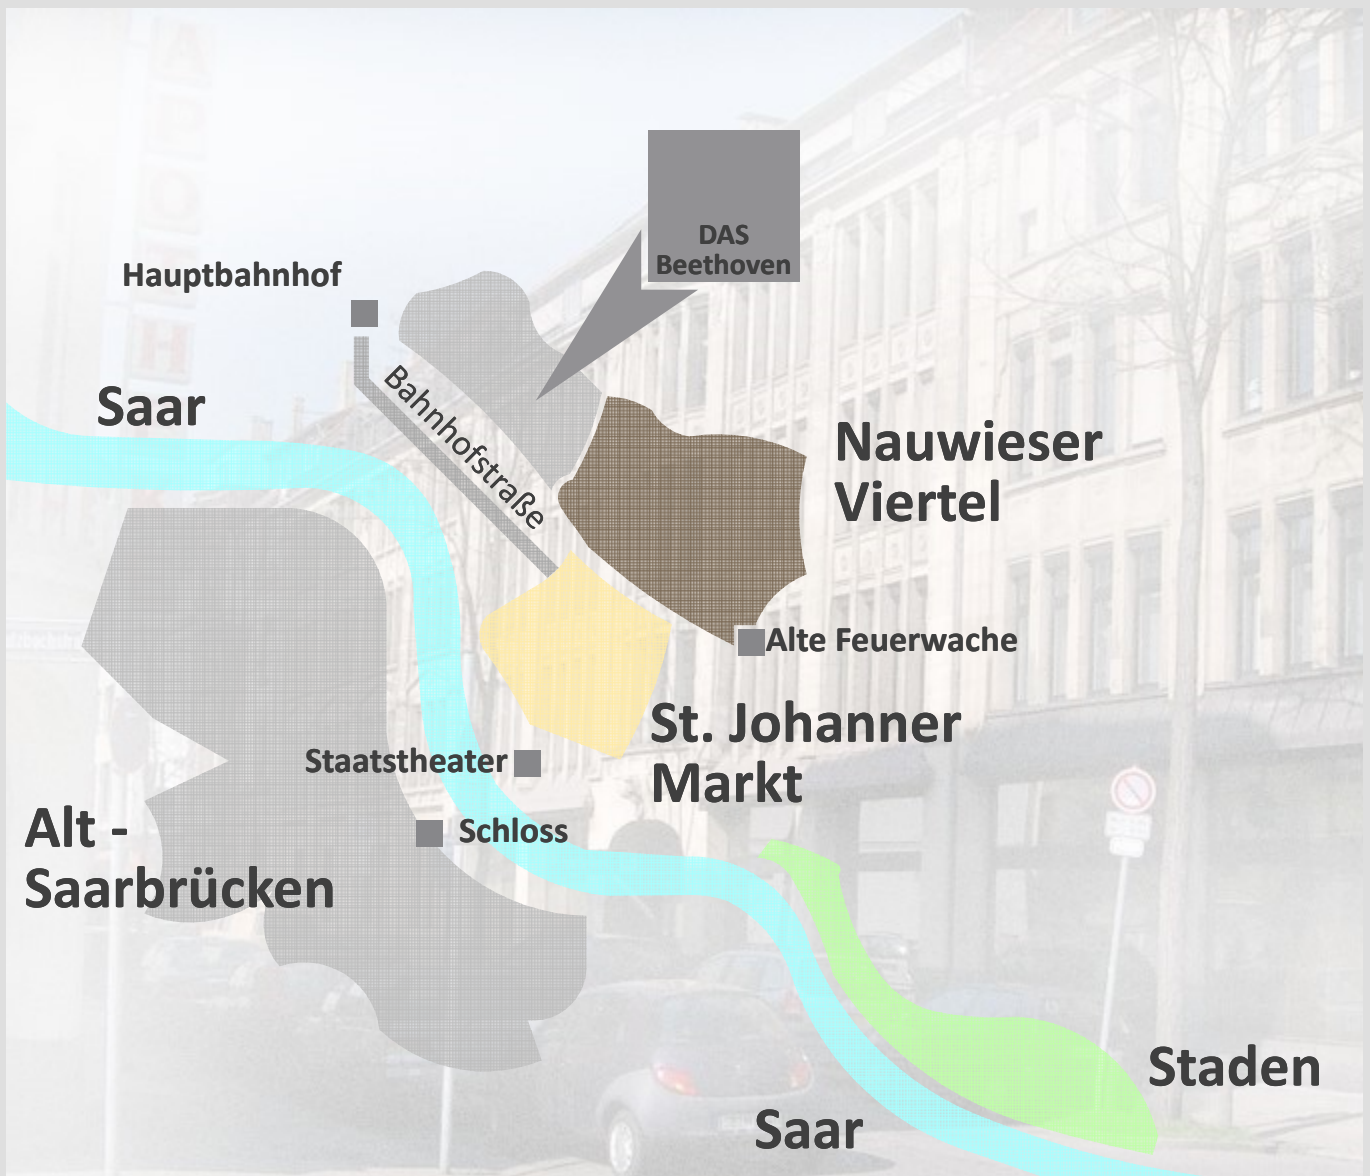 DAS
Beethoven
Hauptbahnhof
Saar
Bahnhofstraße
Nauwieser
Viertel
Alte Feuerwache
St. Johanner
Markt
Staatstheater
Schloss
Alt -
Saarbrücken
Staden
Saar